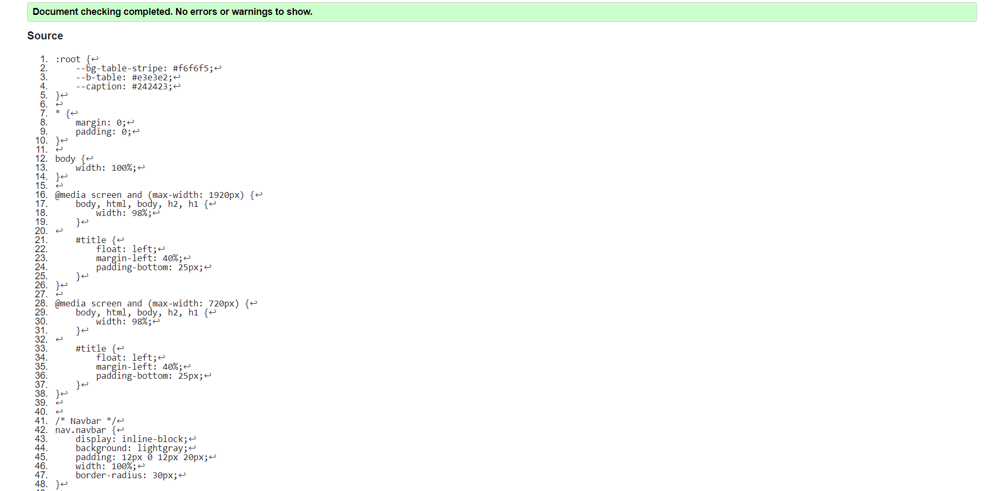 Document checking completed. No errors or warnings to show.
Source
1. :root {↩
2.     --bg-table-stripe: #f6f6f5;↩
3.     --b-table: #e3e3e2;↩
4.     --caption: #242423;↩
5. }↩
6. ↩
7. * {↩
8.     margin: 0;↩
9.     padding: 0;↩
10. }↩
11. ↩
12. body {↩
13.     width: 100%;↩
14. }↩
15. ↩
16. @media screen and (max-width: 1920px) {↩
17.     body, html, body, h2, h1 {↩
18.         width: 98%;↩
19.     }↩
20. ↩
21.     #title {↩
22.         float: left;↩
23.         margin-left: 40%;↩
24.         padding-bottom: 25px;↩
25.     }↩
26. }↩
27. ↩
28. @media screen and (max-width: 720px) {↩
29.     body, html, body, h2, h1 {↩
30.         width: 98%;↩
31.     }↩
32. ↩
33.     #title {↩
34.         float: left;↩
35.         margin-left: 40%;↩
36.         padding-bottom: 25px;↩
37.     }↩
38. }↩
39. ↩
40. ↩
41. /* Navbar */↩
42. nav.navbar {↩
43.     display: inline-block;↩
44.     background: lightgray;↩
45.     padding: 12px 0 12px 20px;↩
46.     width: 100%;↩
47.     border-radius: 30px;↩
48. }↩